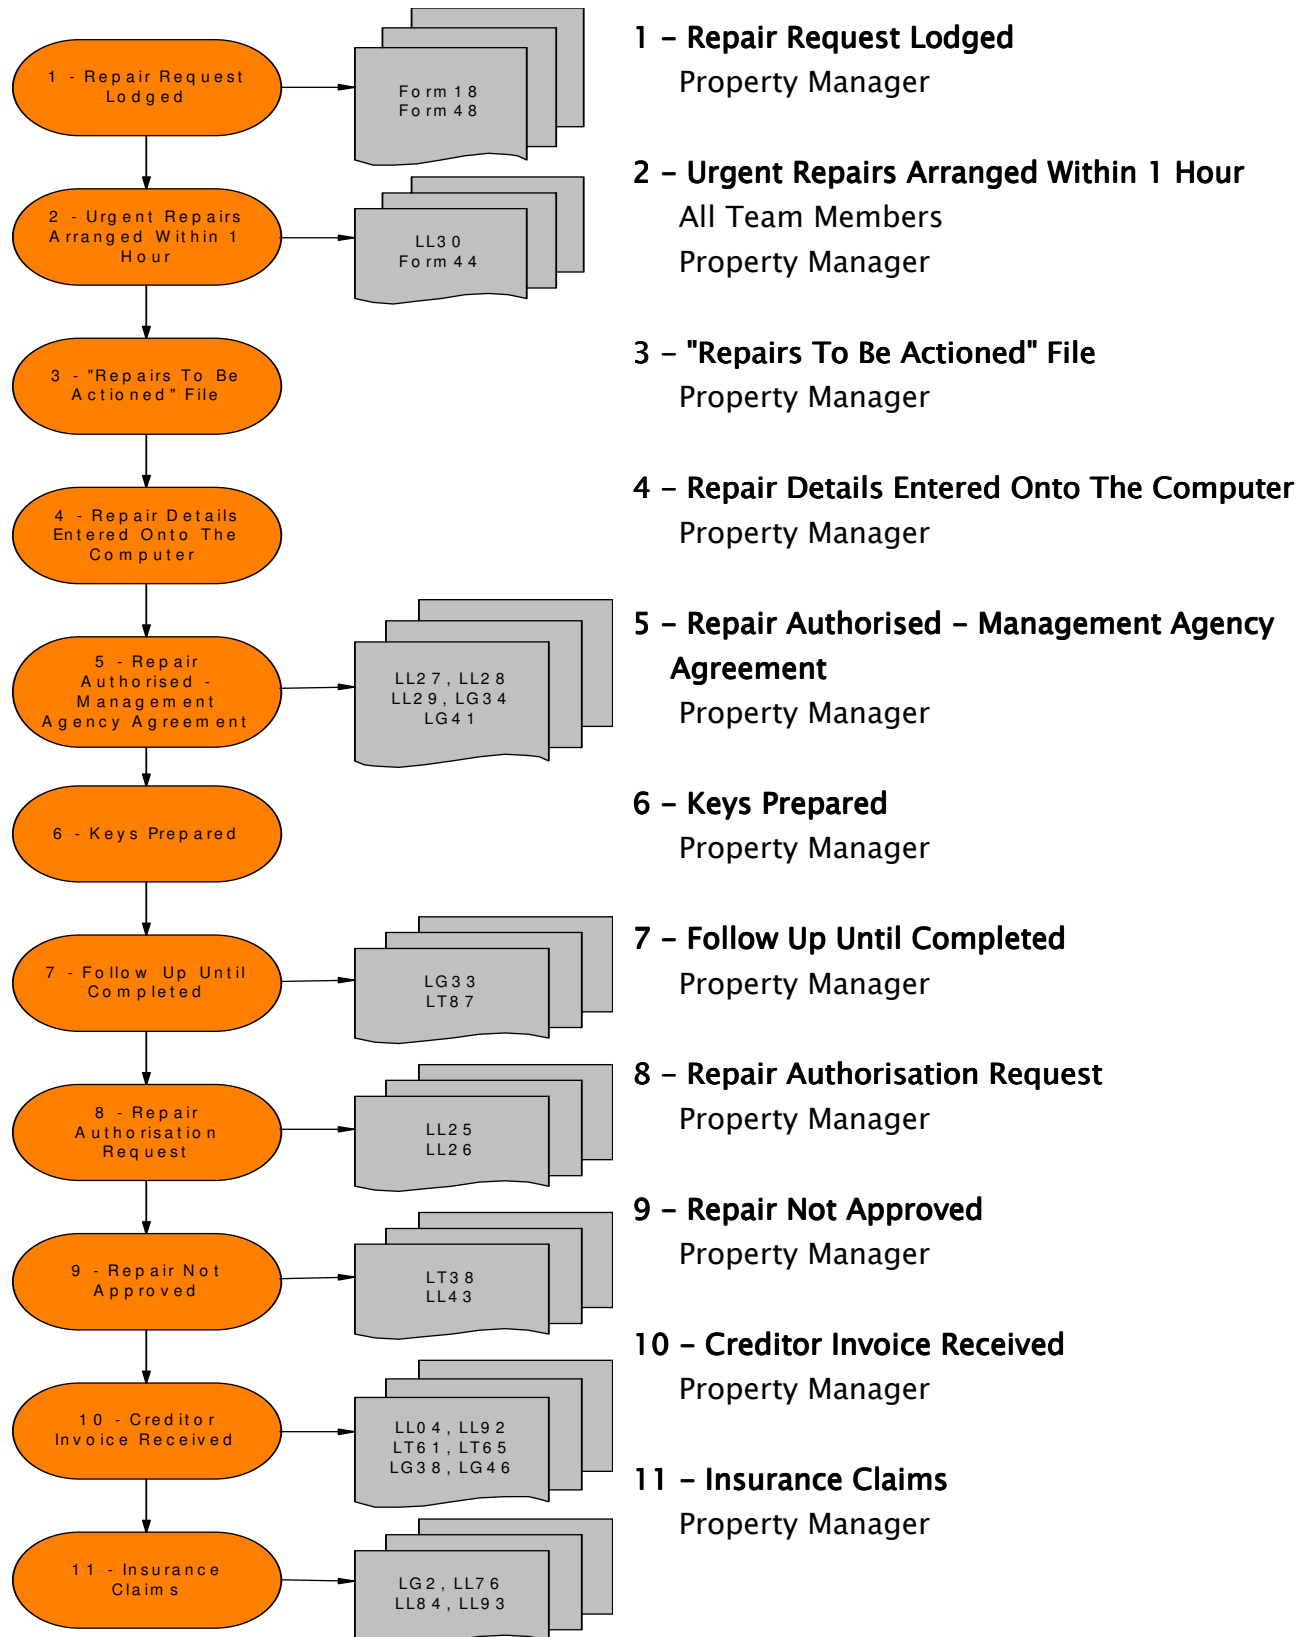 1 - Repair Request
Lodged
Form 18
Form 48
1 – Repair Request Lodged
Property Manager
2 - Urgent Repairs
Arranged Within 1
Hour
LL30
Form 44
2 – Urgent Repairs Arranged Within 1 Hour
All Team Members
Property Manager
3 - "Repairs To Be
Actioned" File
3 – "Repairs To Be Actioned" File
Property Manager
4 - Repair Details
Entered Onto The
Computer
4 – Repair Details Entered Onto The Computer
Property Manager
5 - Repair
Authorised -
Management
Agency Agreement
LL27, LL28
LL29, LG34
LG41
5 – Repair Authorised – Management Agency
Agreement
Property Manager
6 - Keys Prepared
6 – Keys Prepared
Property Manager
7 - Follow Up Until
Completed
LG33
LT87
7 – Follow Up Until Completed
Property Manager
8 - Repair
Authorisation
Request
LL25
LL26
8 – Repair Authorisation Request
Property Manager
9 - Repair Not
Approved
LT38
LL43
9 – Repair Not Approved
Property Manager
10 - Creditor
Invoice Received
LL04, LL92
LT61, LT65
LG38, LG46
10 – Creditor Invoice Received
Property Manager
11 - Insurance
Claims
LG2, LL76
LL84, LL93
11 – Insurance Claims
Property Manager